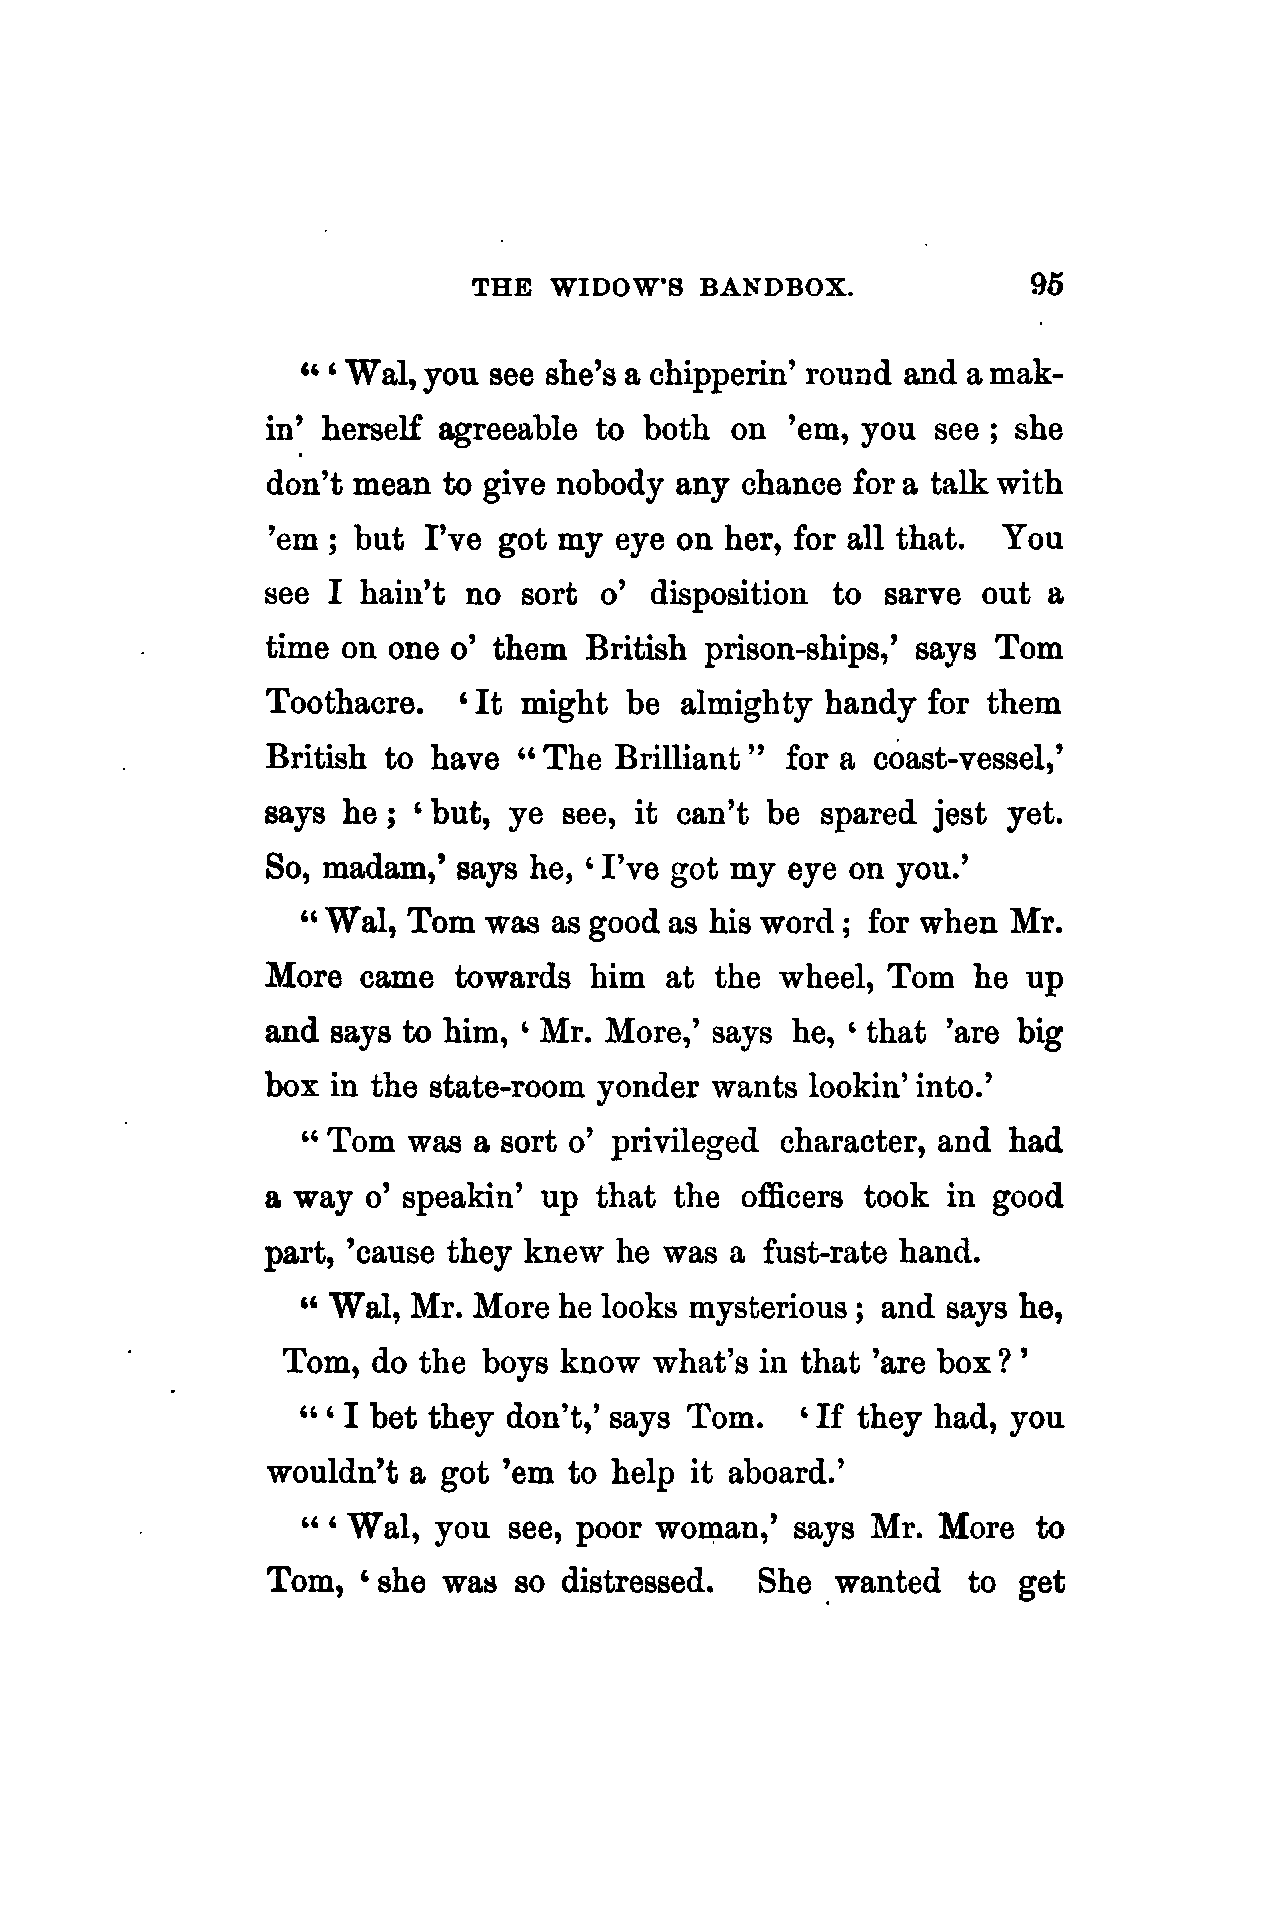 THE WIDOW'S BANDBOX. 95
“‘Wal, you see she's a chipperin' round and a mak-
in' herself agreeable to both on 'em, you see; she
don't mean to give nobody any chance for a talk with
'em; but I've got my eye on her, for all that. You
see I hain't no sort o' disposition to sarve out a
time on one o' them British prison-ships,' says Tom
Toothacre. ‘It might be almighty handy for them
British to have “The Brilliant” for a coast-vessel,'
says he; ‘but, ye see, it can't be spared jest yet.
So, madam,' says he, ‘I've got my eye on you.'
“Wal, Tom was as good as his word; for when Mr.
More came towards him at the wheel, Tom he up
and says to him, ‘Mr. More,' says he, ‘that 'are big
box in the state-room yonder wants lookin' into.'
“Tom was a sort o' privileged character, and had
a way o' speakin' up that the officers took in good
part, 'cause they knew he was a fust-rate hand.
“Wal, Mr. More he looks mysterious; and says he,
Tom, do the boys know what's in that 'are box?'
“‘I bet they don't,' says Tom. ‘If they had, you
wouldn't a got 'em to help it aboard.'
“‘Wal, you see, poor woman,' says Mr. More to
Tom, ‘she was so distressed. She wanted to get